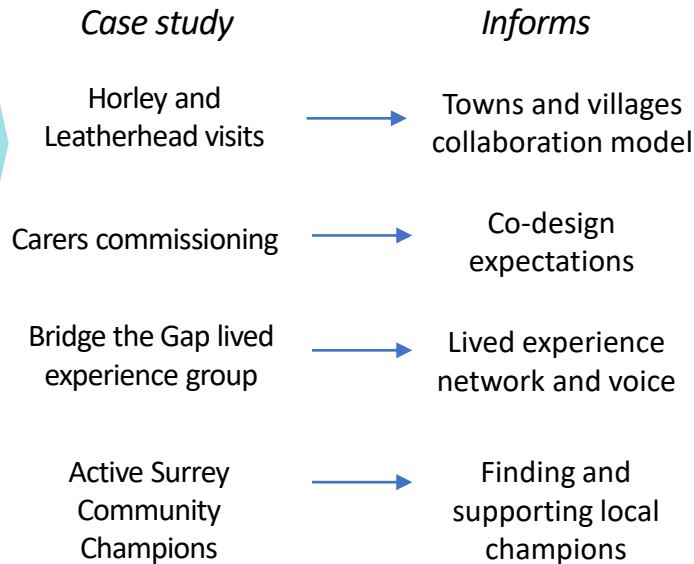 Case study
Informs
Horley and
Leatherhead visits
Towns and villages
collaboration model
Carers commissioning
Co-design
expectations
Bridge the Gap lived
experience group
Lived experience
network and voice
Active Surrey
Community
Champions
Finding and
supporting local
champions